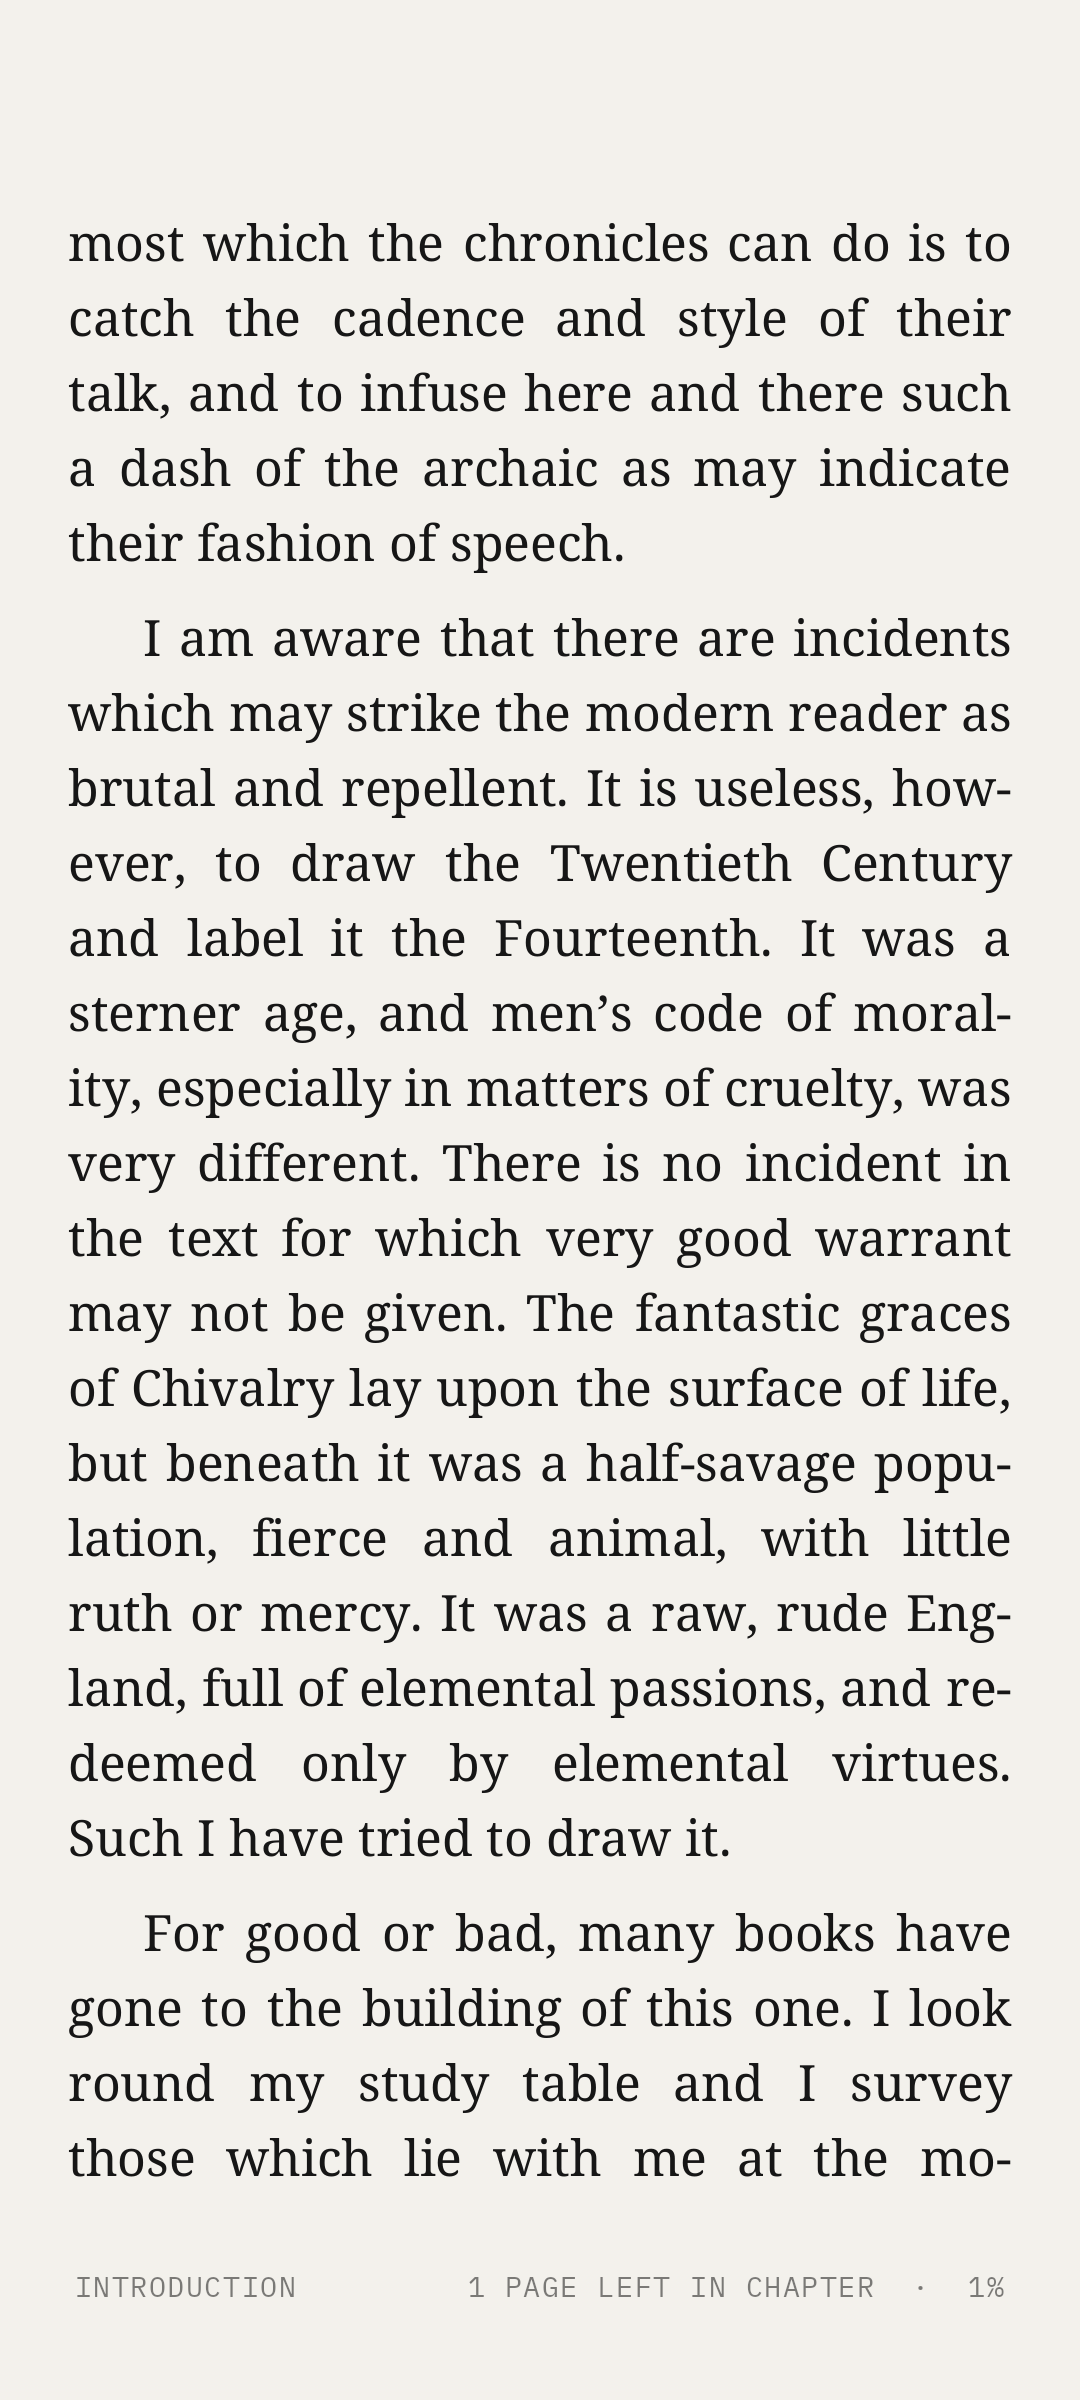 most which the chronicles can do is to
catch the cadence and style of their
talk, and to infuse here and there such
a dash of the archaic as may indicate
their fashion of speech.
I am aware that there are incidents
which may strike the modern reader as
brutal and repellent. It is useless, how-
ever, to draw the Twentieth Century
and label it the Fourteenth. It was a
sterner age, and men’s code of moral-
ity, especially in matters of cruelty, was
very different. There is no incident in
the text for which very good warrant
may not be given. The fantastic graces
of Chivalry lay upon the surface of life,
but beneath it was a half-savage popu-
lation, fierce and animal, with little
ruth or mercy. It was a raw, rude Eng-
land, full of elemental passions, and re-
deemed only by elemental virtues.
Such I have tried to draw it.
For good or bad, many books have
gone to the building of this one. I look
round my study table and I survey
those which lie with me at the mo-
INTRODUCTION 1 PAGE LEFT IN CHAPTER · 1%